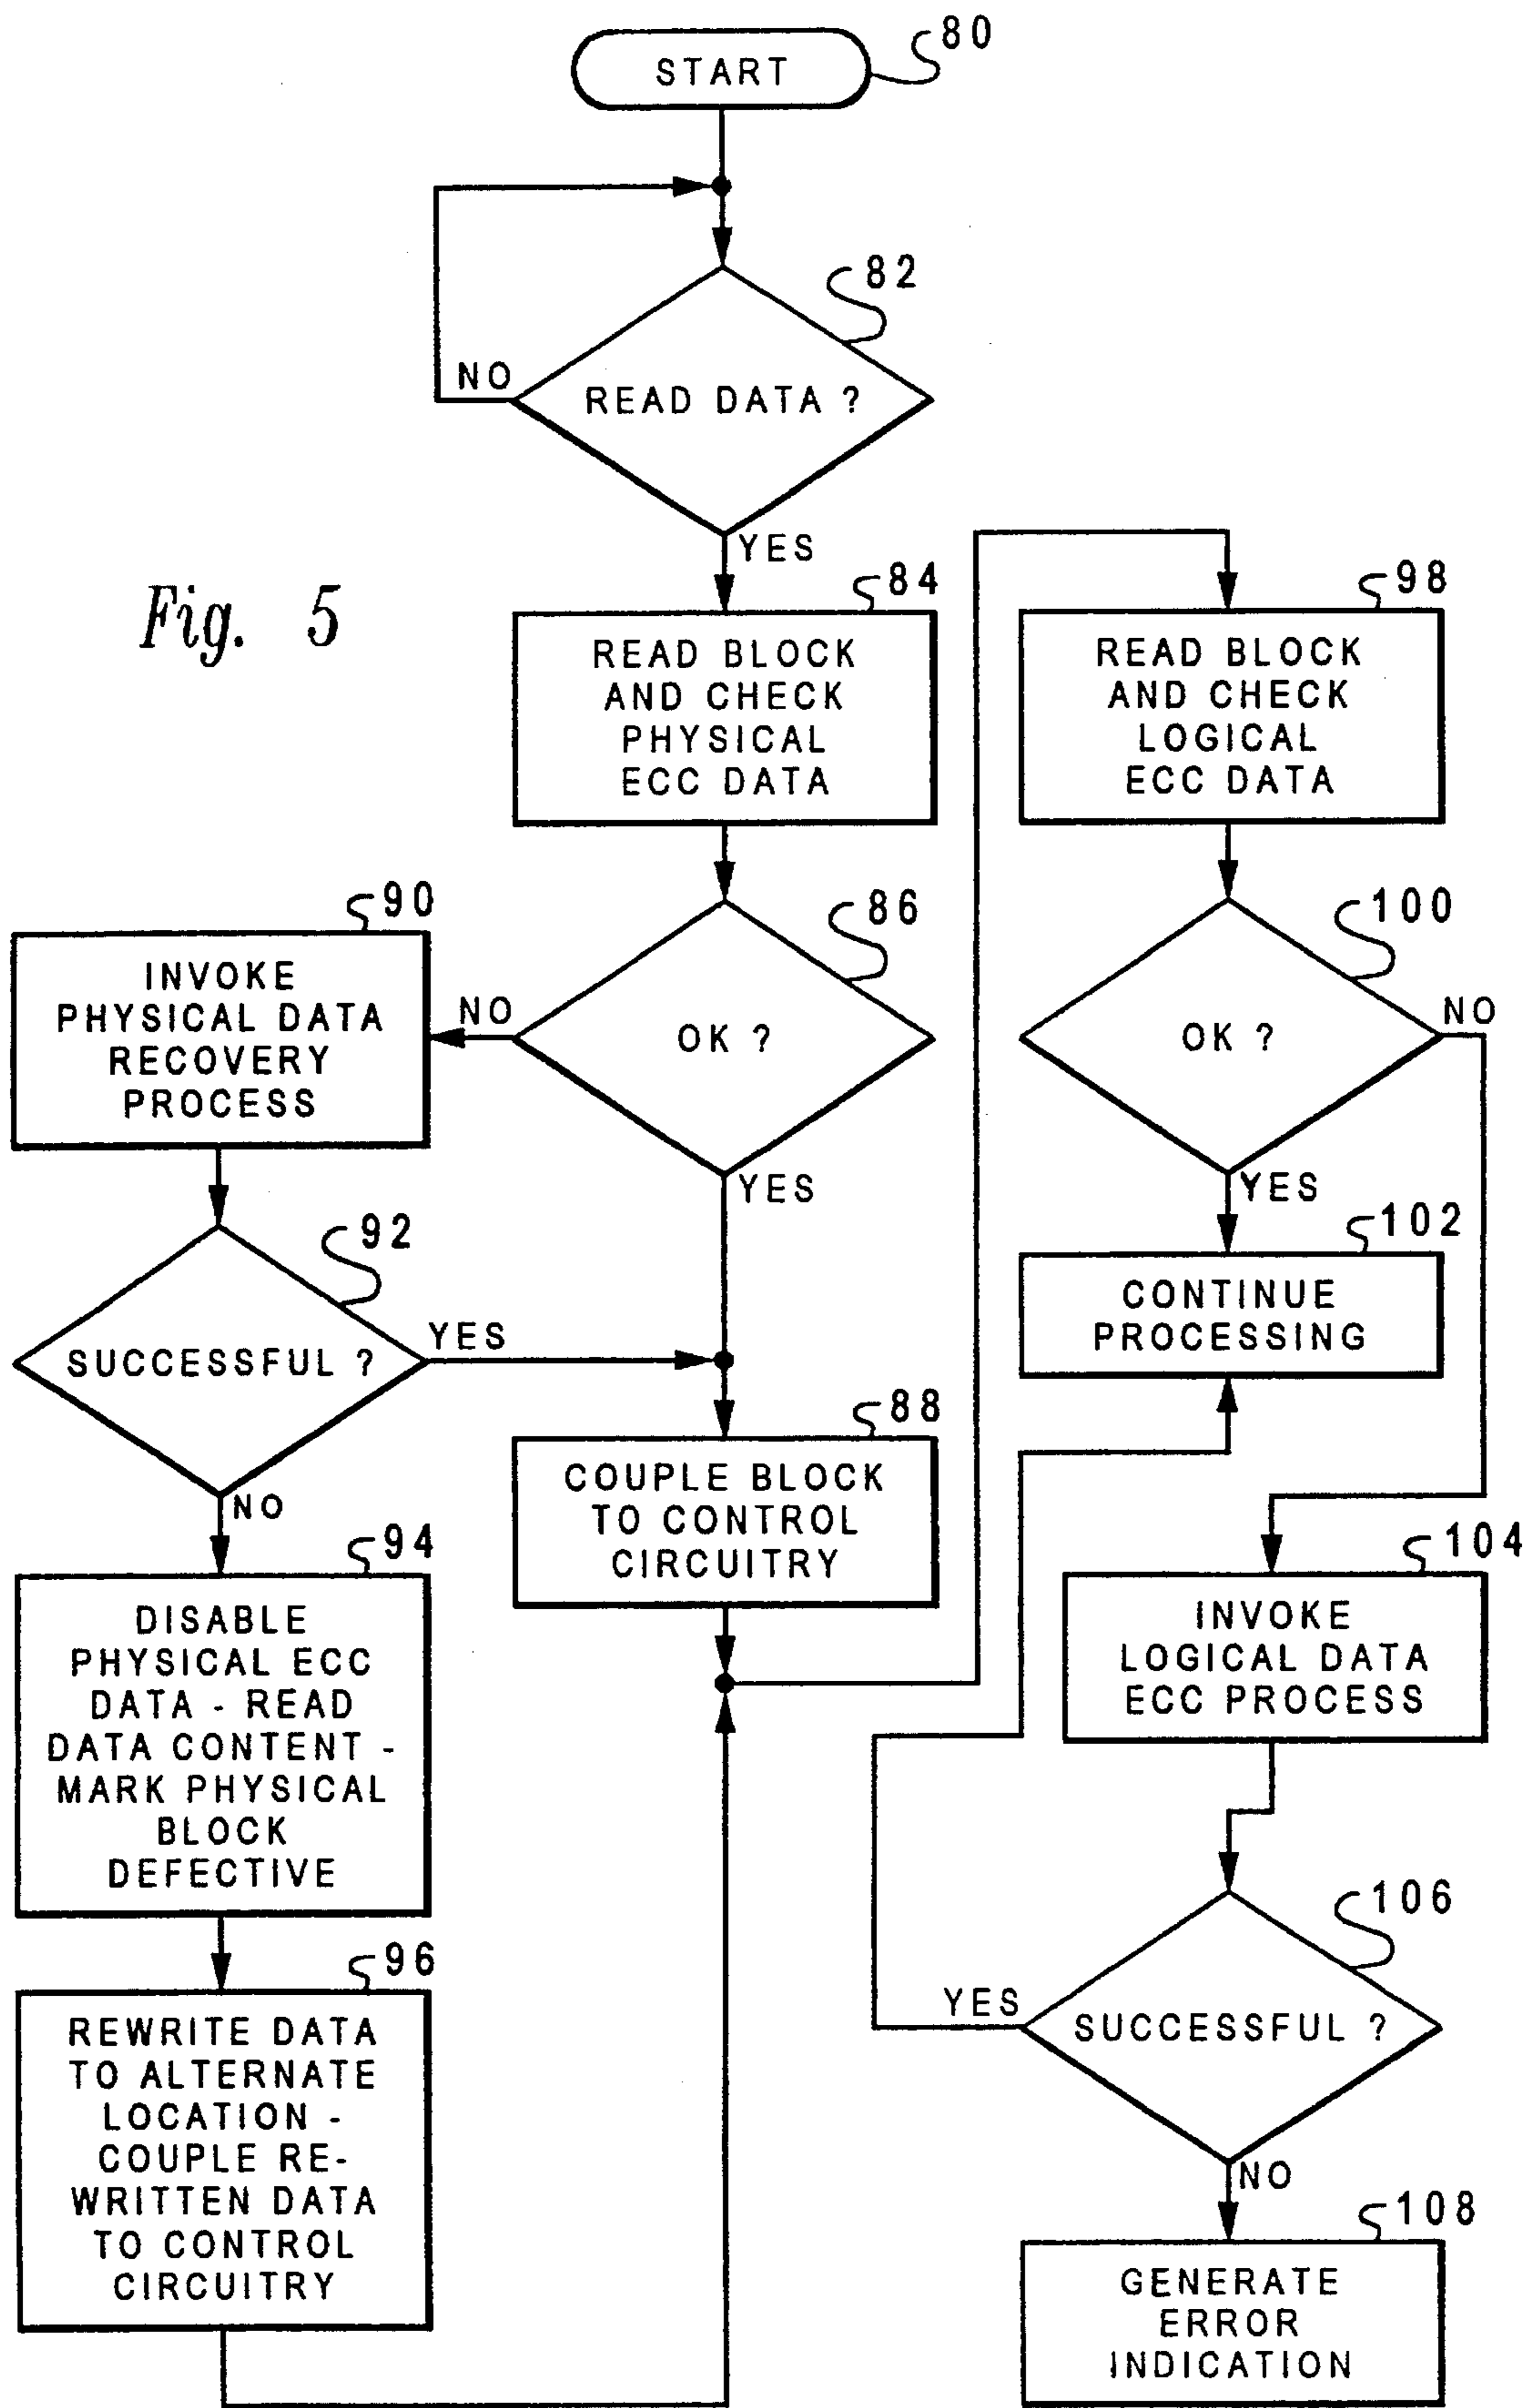 START
80
82
NO
READ DATA ?
YES
Fig. 5
84
READ BLOCK
AND CHECK
PHYSICAL
ECC DATA
86
NO
OK ?
YES
90
INVOKE
PHYSICAL DATA
RECOVERY
PROCESS
92
SUCCESSFUL ?
YES
NO
88
COUPLE BLOCK
TO CONTROL
CIRCUITRY
94
DISABLE
PHYSICAL ECC
DATA - READ
DATA CONTENT -
MARK PHYSICAL
BLOCK
DEFECTIVE
96
REWRITE DATA
TO ALTERNATE
LOCATION -
COUPLE RE-
WRITTEN DATA
TO CONTROL
CIRCUITRY
98
READ BLOCK
AND CHECK
LOGICAL
ECC DATA
100
OK ?
NO
YES
102
CONTINUE
PROCESSING
104
INVOKE
LOGICAL DATA
ECC PROCESS
106
YES
SUCCESSFUL ?
NO
108
GENERATE
ERROR
INDICATION